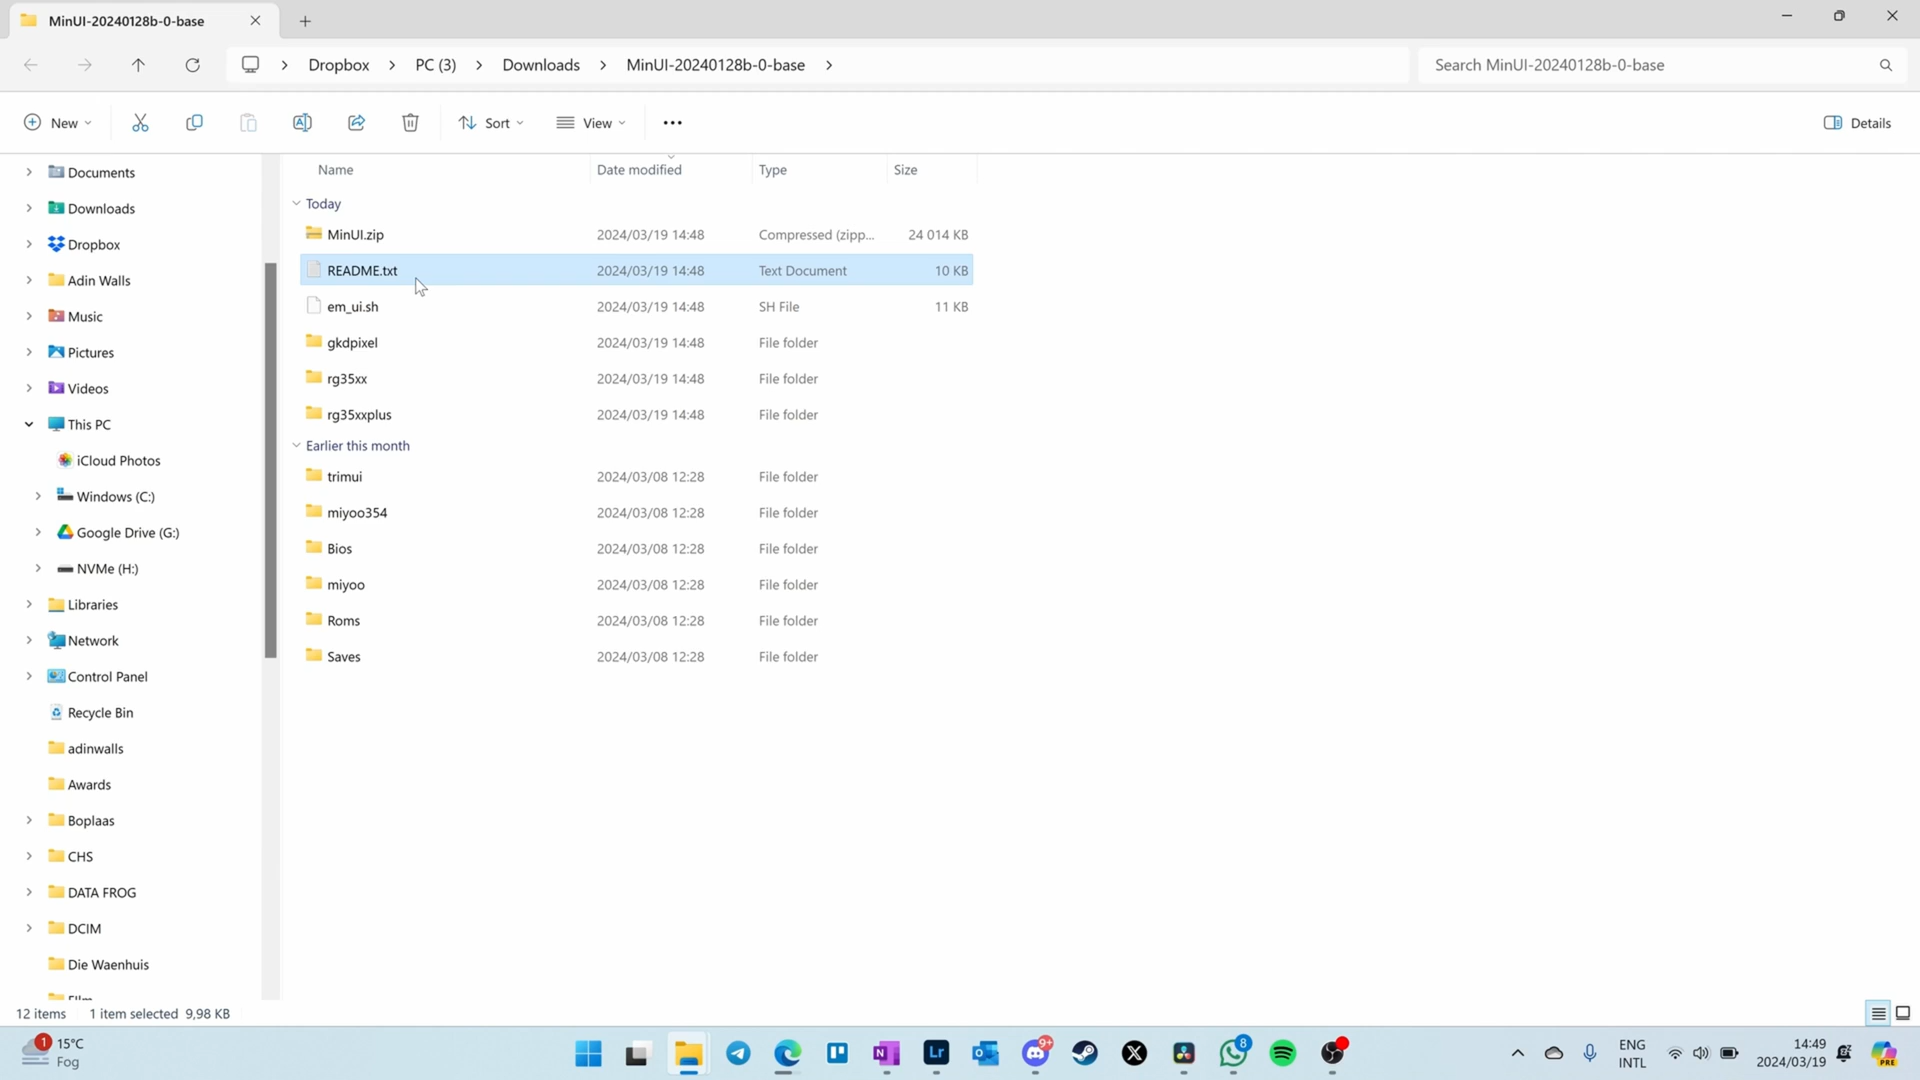 MinUI-20240128b-0-base
Dropbox > PC (3) > Downloads > MinUI-20240128b-0-base >
Search MinUI-20240128b-0-base
New
Sort
View
Details
Documents
Downloads
Dropbox
Adin Walls
Music
Pictures
Videos
This PC
iCloud Photos
Windows (C:)
Google Drive (G:)
NVMe (H:)
Libraries
Network
Control Panel
Recycle Bin
adinwalls
Awards
Boplaas
CHS
DATA FROG
DCIM
Die Waenhuis
Name Date modified Type Size
Today
MinUI.zip 2024/03/19 14:48 Compressed (zipp... 24 014 KB
README.txt 2024/03/19 14:48 Text Document 10 KB
em_ui.sh 2024/03/19 14:48 SH File 11 KB
gkdpixel 2024/03/19 14:48 File folder
rg35xx 2024/03/19 14:48 File folder
rg35xxplus 2024/03/19 14:48 File folder
Earlier this month
trimui 2024/03/08 12:28 File folder
miyoo354 2024/03/08 12:28 File folder
Bios 2024/03/08 12:28 File folder
miyoo 2024/03/08 12:28 File folder
Roms 2024/03/08 12:28 File folder
Saves 2024/03/08 12:28 File folder
12 items 1 item selected 9,98 KB
1
15°C
Fog
N
Lr
9+
8
ENG
INTL
14:49
2024/03/19
PRE